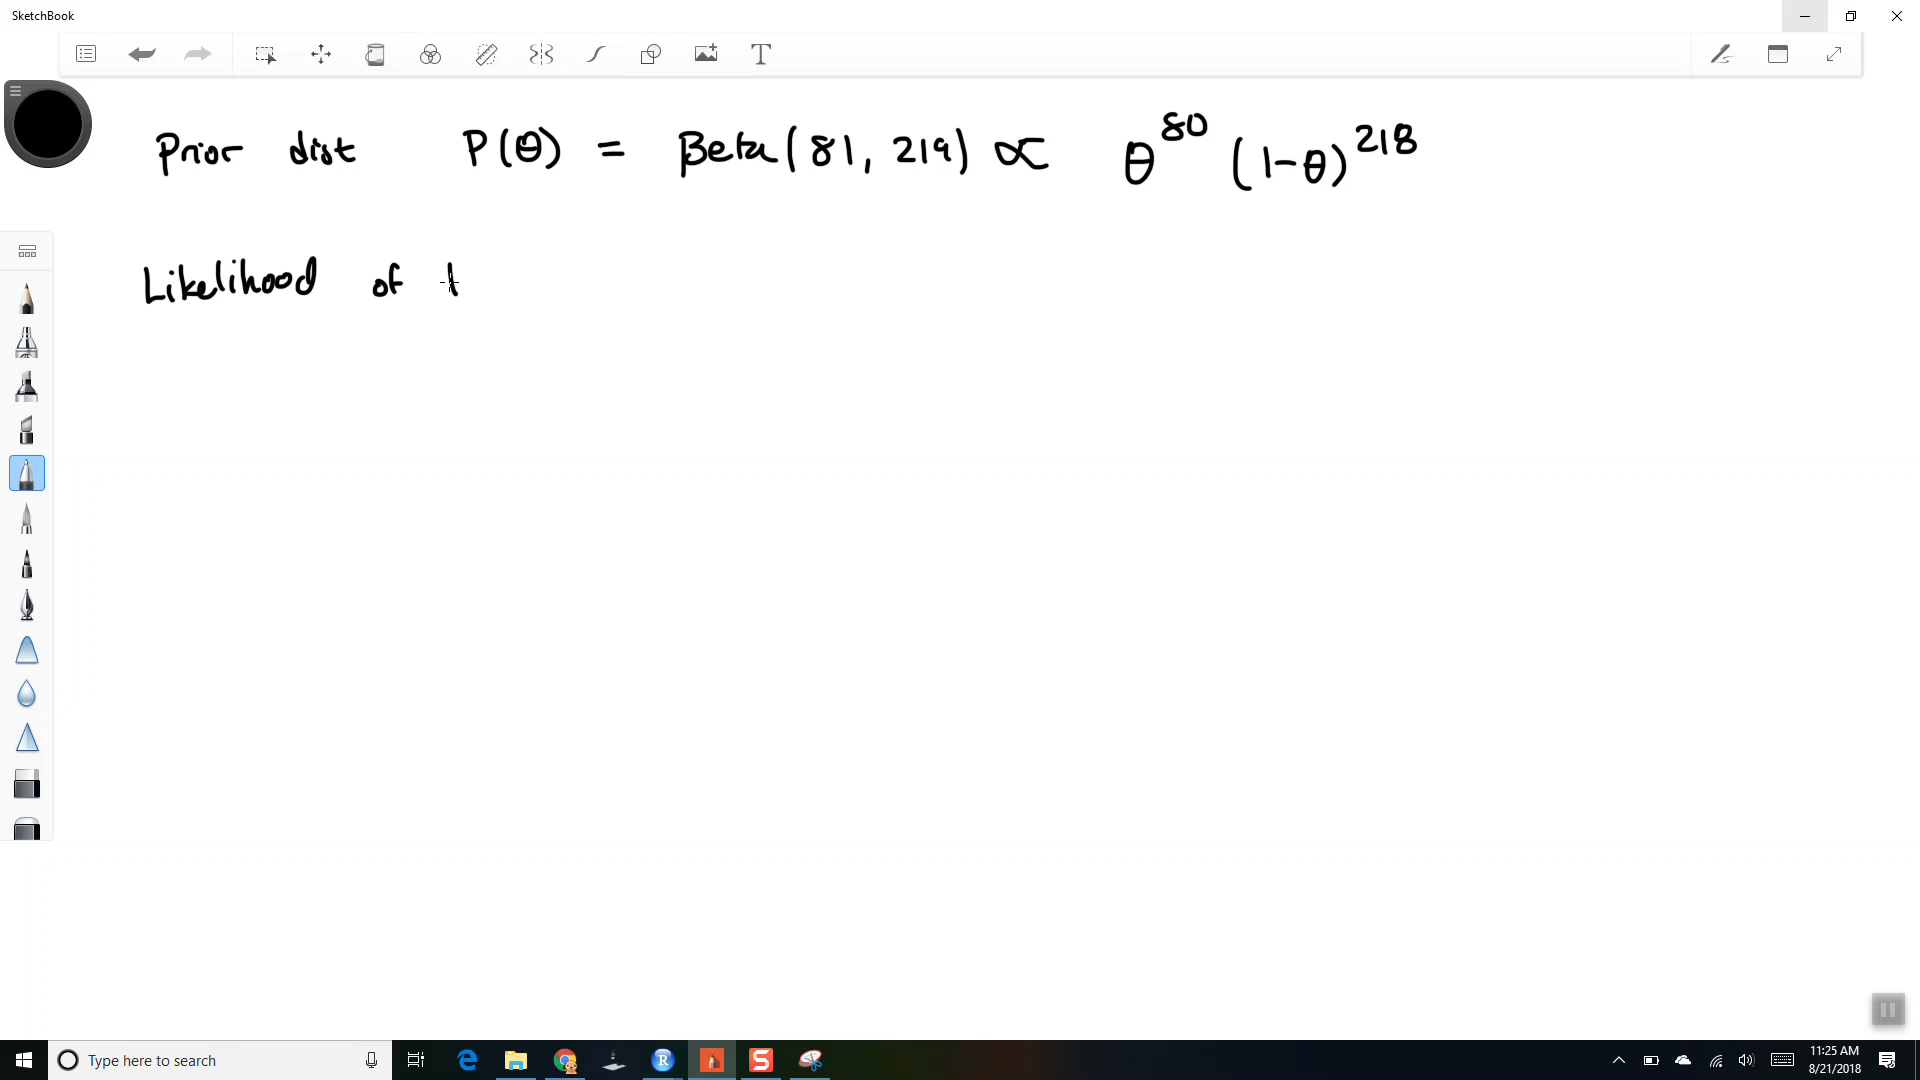 SketchBook
Prior dist P(θ) = Beta(81, 219) ∝ θ^80 (1-θ)^218
Likelihood of t
Type here to search
11:25 AM
8/21/2018